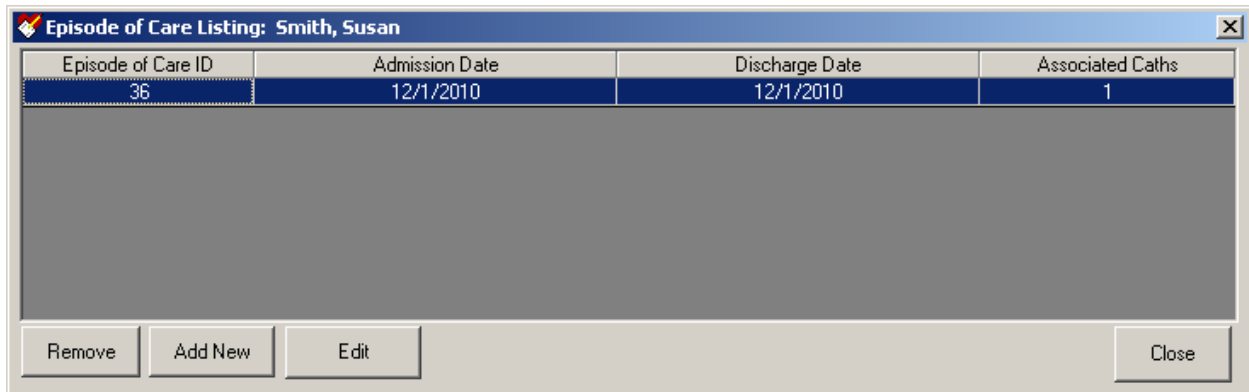 Episode of Care Listing: Smith, Susan
Episode of Care ID Admission Date Discharge Date Associated Caths
36 12/1/2010 12/1/2010 1
Remove Add New Edit Close